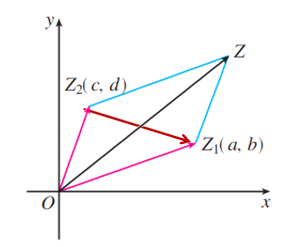 y
Z
Z₂(c, d)
Z₁(a, b)
O
x